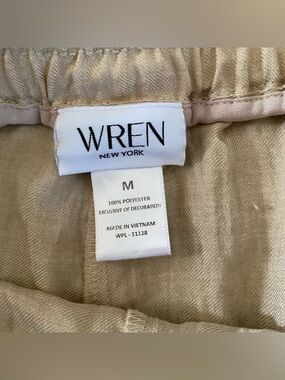 WREN
NEW YORK
M
100% POLYESTER
EXCLUSIVE OF DECORATION
MADE IN VIETNAM
WPL - 11128